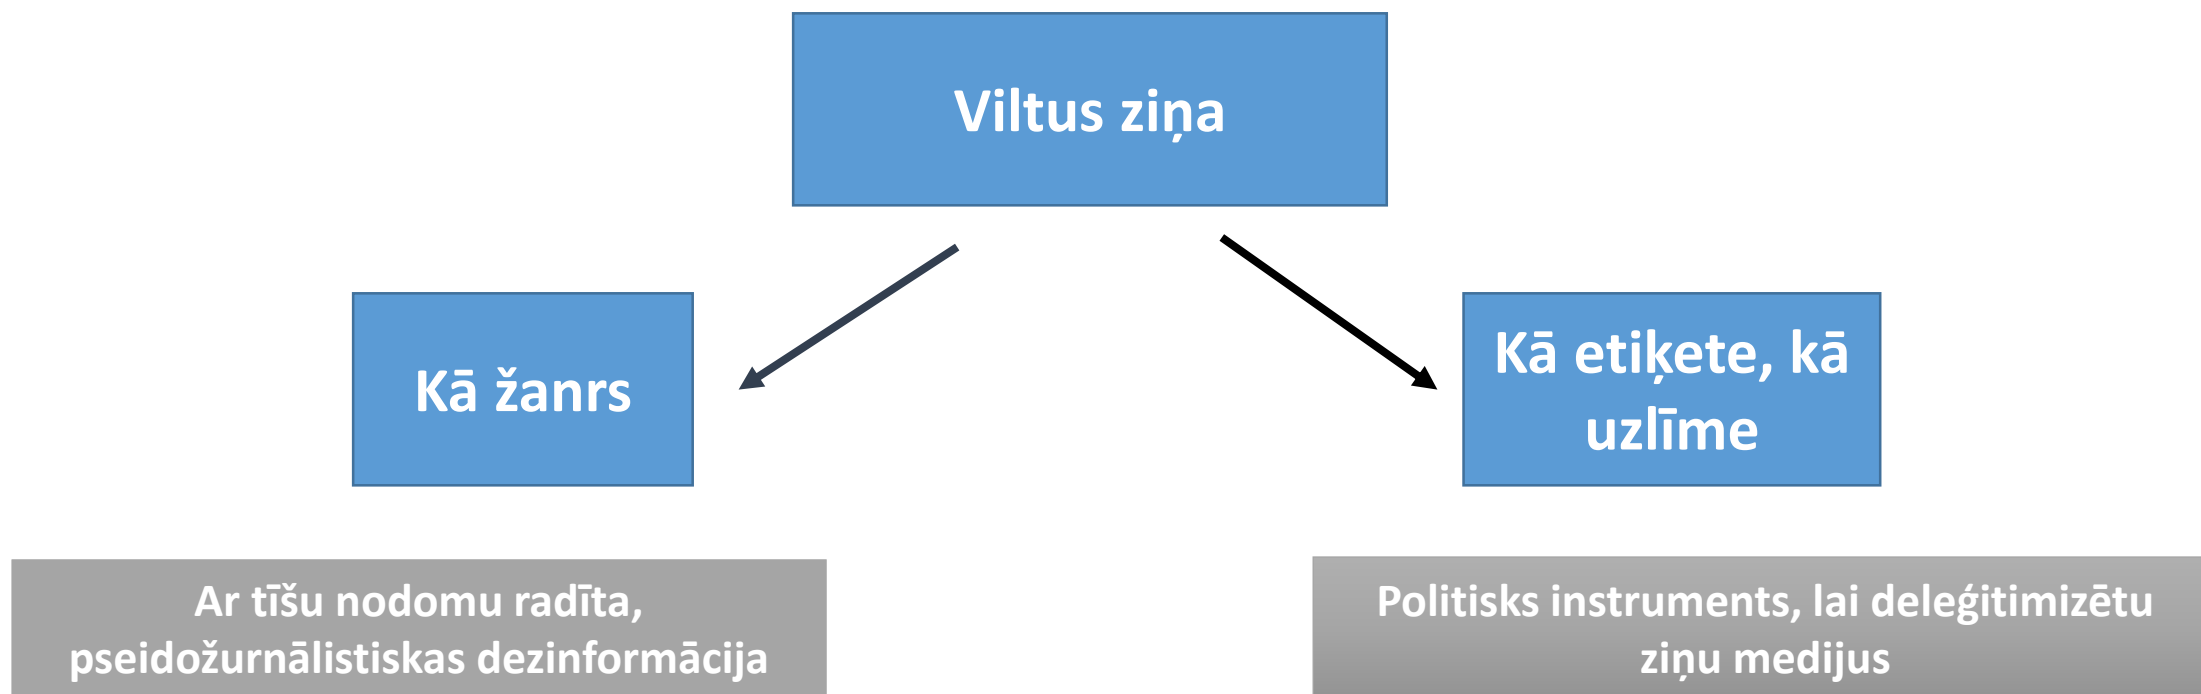 Viltus ziņa
Kā žanrs
Kā etiķete, kā
uzlīme
Ar tīšu nodomu radīta,
pseidožurnālistiskas dezinformācija
Politisks instruments, lai deleģitimizētu
ziņu medijus